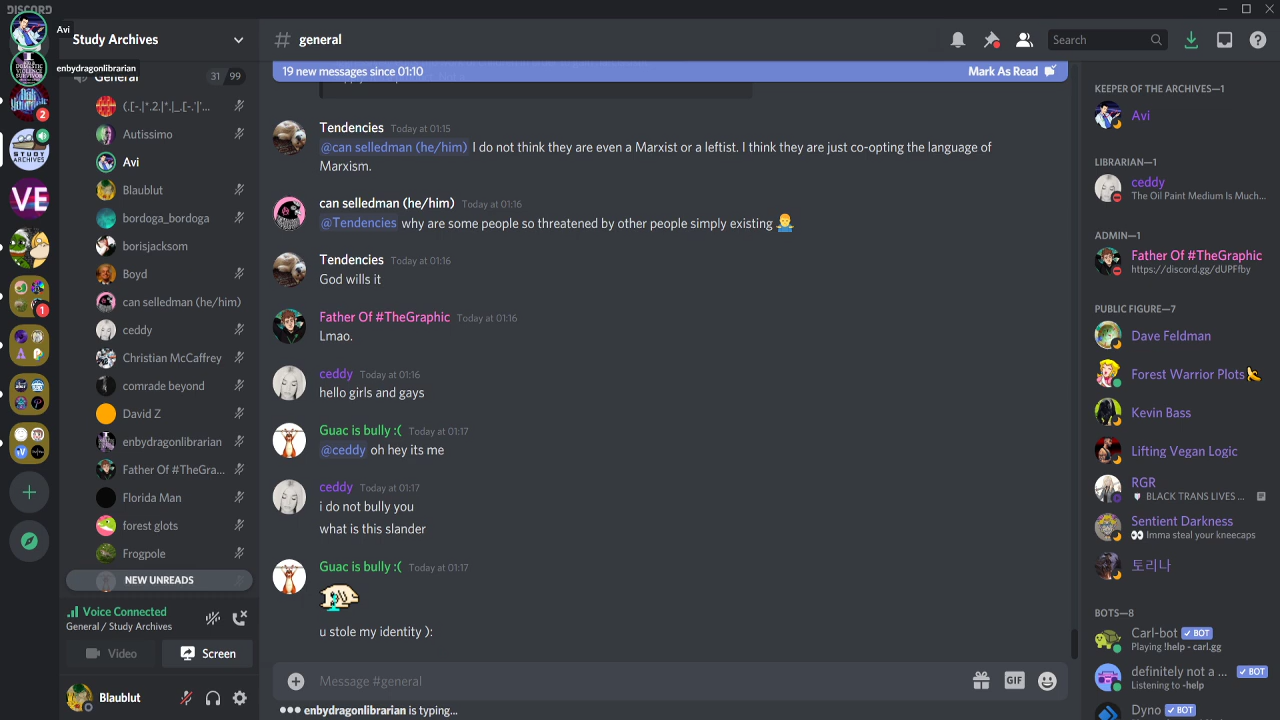 DISCORD
Avi
enbydragonlibrarian
2
STUDY
ARCHIVES
VE
1
Study Archives
General
31 99
(.[-.|*.2.|*.|_.[-.'|'...
Autissimo
Avi
Blaublut
bordoga_bordoga
borisjacksom
Boyd
can selledman (he/him)
ceddy
Christian McCaffrey
comrade beyond
David Z
enbydragonlibrarian
Father Of #TheGra...
Florida Man
forest glots
Frogpole
NEW UNREADS
Voice Connected
General / Study Archives
Video
Screen
Blaublut
# general
Search
19 new messages since 01:10
Mark As Read
Tendencies Today at 01:15
@can selledman (he/him) I do not think they are even a Marxist or a leftist. I think they are just co-opting the language of
Marxism.
can selledman (he/him) Today at 01:16
@Tendencies why are some people so threatened by other people simply existing
Tendencies Today at 01:16
God wills it
Father Of #TheGraphic Today at 01:16
Lmao.
ceddy Today at 01:16
hello girls and gays
Guac is bully :( Today at 01:17
@ceddy oh hey its me
ceddy Today at 01:17
i do not bully you
what is this slander
Guac is bully :( Today at 01:17
u stole my identity ):
Message #general
GIF
enbydragonlibrarian is typing...
KEEPER OF THE ARCHIVES—1
Avi
LIBRARIAN—1
ceddy
The Oil Paint Medium Is Much...
ADMIN—1
Father Of #TheGraphic
https://discord.gg/dUPFfby
PUBLIC FIGURE—7
Dave Feldman
Forest Warrior Plots
Kevin Bass
Lifting Vegan Logic
RGR
BLACK TRANS LIVES ...
Sentient Darkness
👀 Imma steal your kneecaps
토리나
BOTS—8
Carl-bot ✓ BOT
Playing !help - carl.gg
definitely not a ... ✓ BOT
Listening to -help
Dyno ✓ BOT